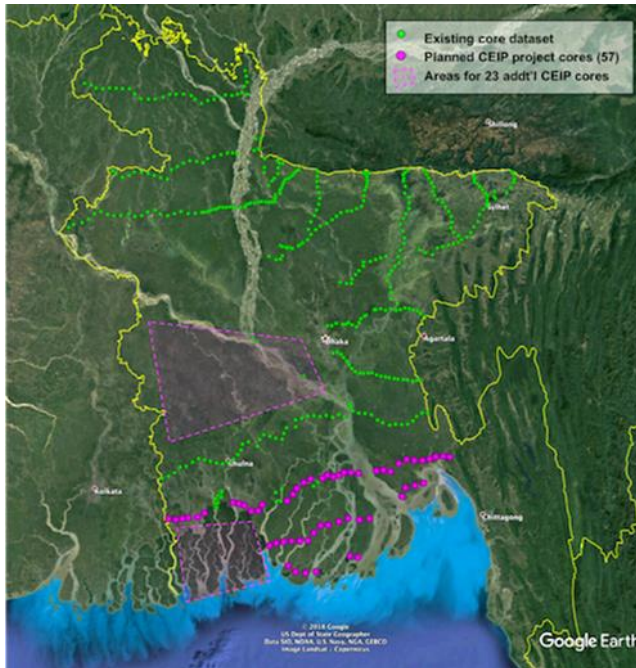 Existing core dataset
Planned CEIP project cores (57)
Areas for 23 addt'l CEIP cores
Shillong
Sylhet
Dhaka
Agartala
Khulna
Kolkata
Chittagong
© 2018 Google
US Dept of State Geographer
Data SIO, NOAA, U.S. Navy, NGA, GEBCO
Image Landsat / Copernicus
Google Earth